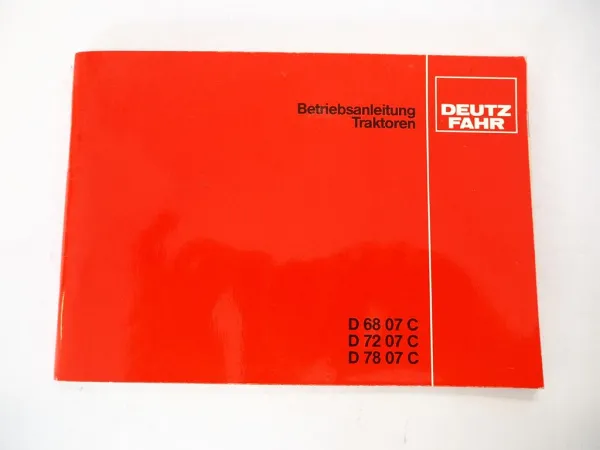 Betriebsanleitung
Traktoren
DEUTZ
FAHR
D 68 07 C
D 72 07 C
D 78 07 C